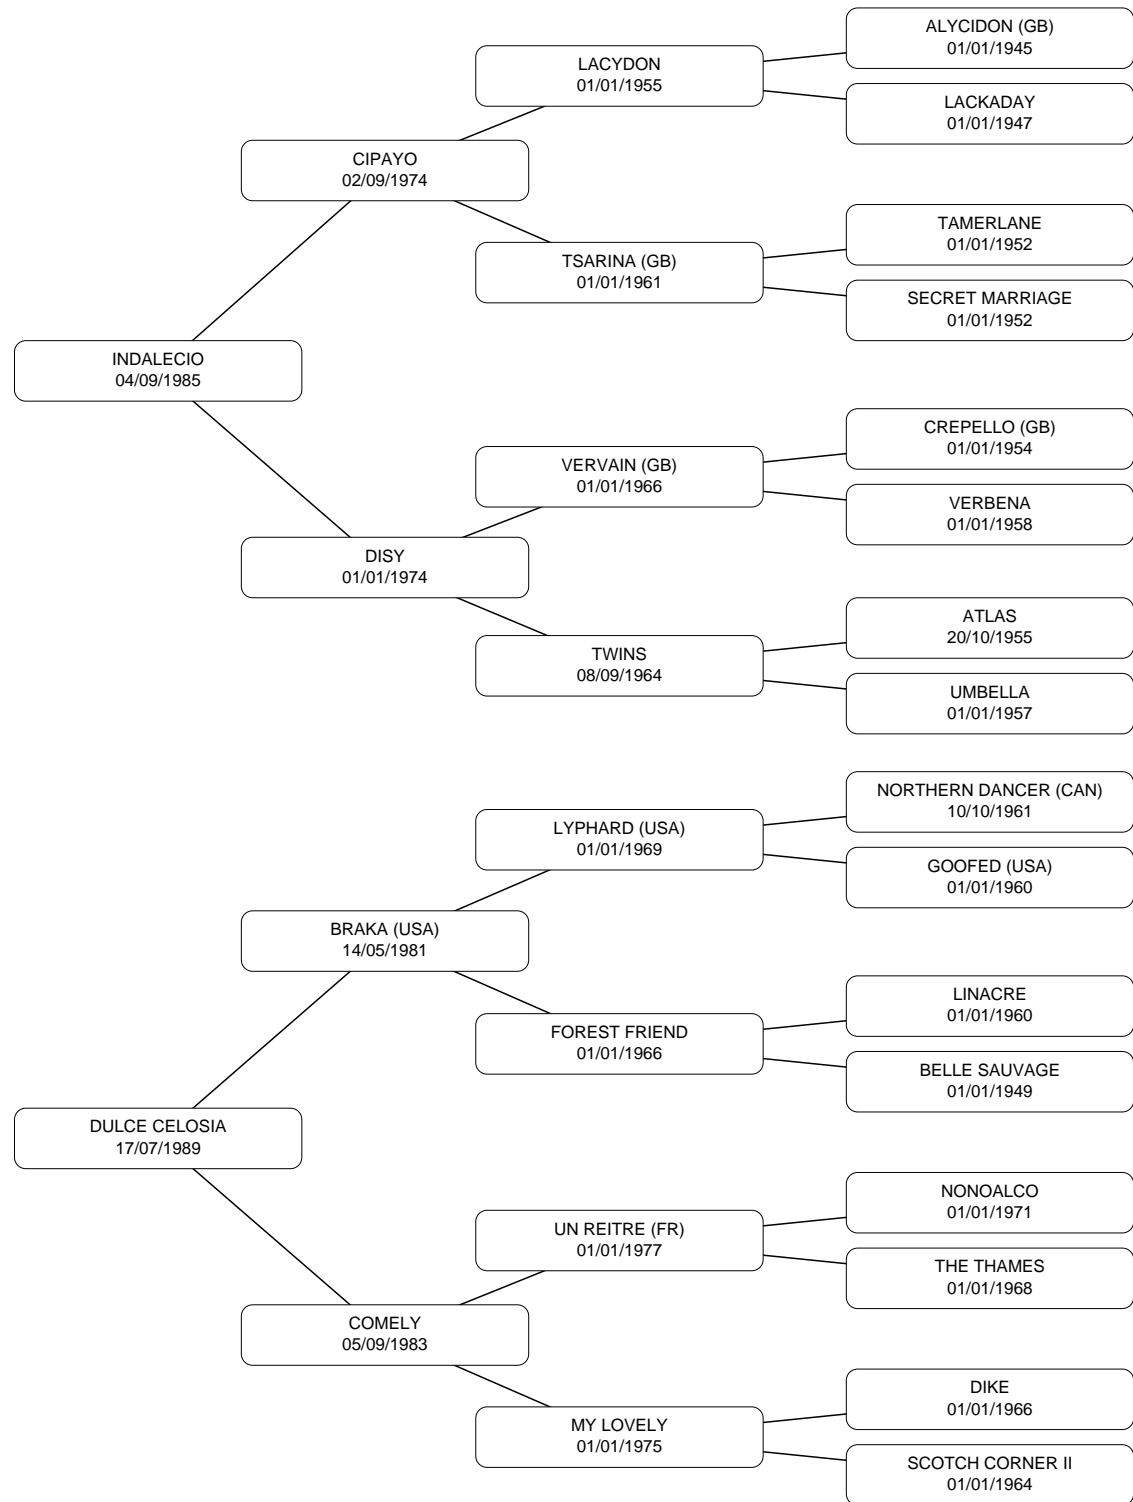 ALYCIDON (GB)
01/01/1945
LACYDON
01/01/1955
LACKADAY
01/01/1947
CIPAYO
02/09/1974
TAMERLANE
01/01/1952
TSARINA (GB)
01/01/1961
SECRET MARRIAGE
01/01/1952
INDALECIO
04/09/1985
CREPELLO (GB)
01/01/1954
VERVAIN (GB)
01/01/1966
VERBENA
01/01/1958
DISY
01/01/1974
ATLAS
20/10/1955
TWINS
08/09/1964
UMBELLA
01/01/1957
NORTHERN DANCER (CAN)
10/10/1961
LYPHARD (USA)
01/01/1969
GOOFED (USA)
01/01/1960
BRAKA (USA)
14/05/1981
LINACRE
01/01/1960
FOREST FRIEND
01/01/1966
BELLE SAUVAGE
01/01/1949
DULCE CELOSIA
17/07/1989
NONOALCO
01/01/1971
UN REITRE (FR)
01/01/1977
THE THAMES
01/01/1968
COMELY
05/09/1983
DIKE
01/01/1966
MY LOVELY
01/01/1975
SCOTCH CORNER II
01/01/1964